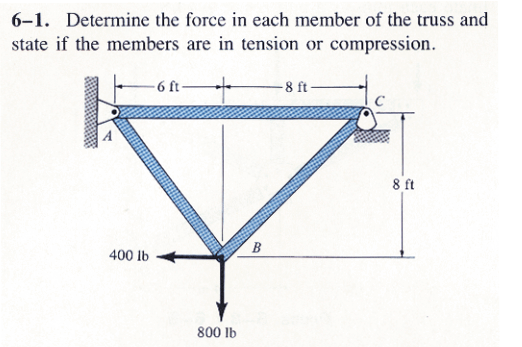 6–1. Determine the force in each member of the truss and
state if the members are in tension or compression.
6 ft
8 ft
C
A
8 ft
400 lb
B
800 lb